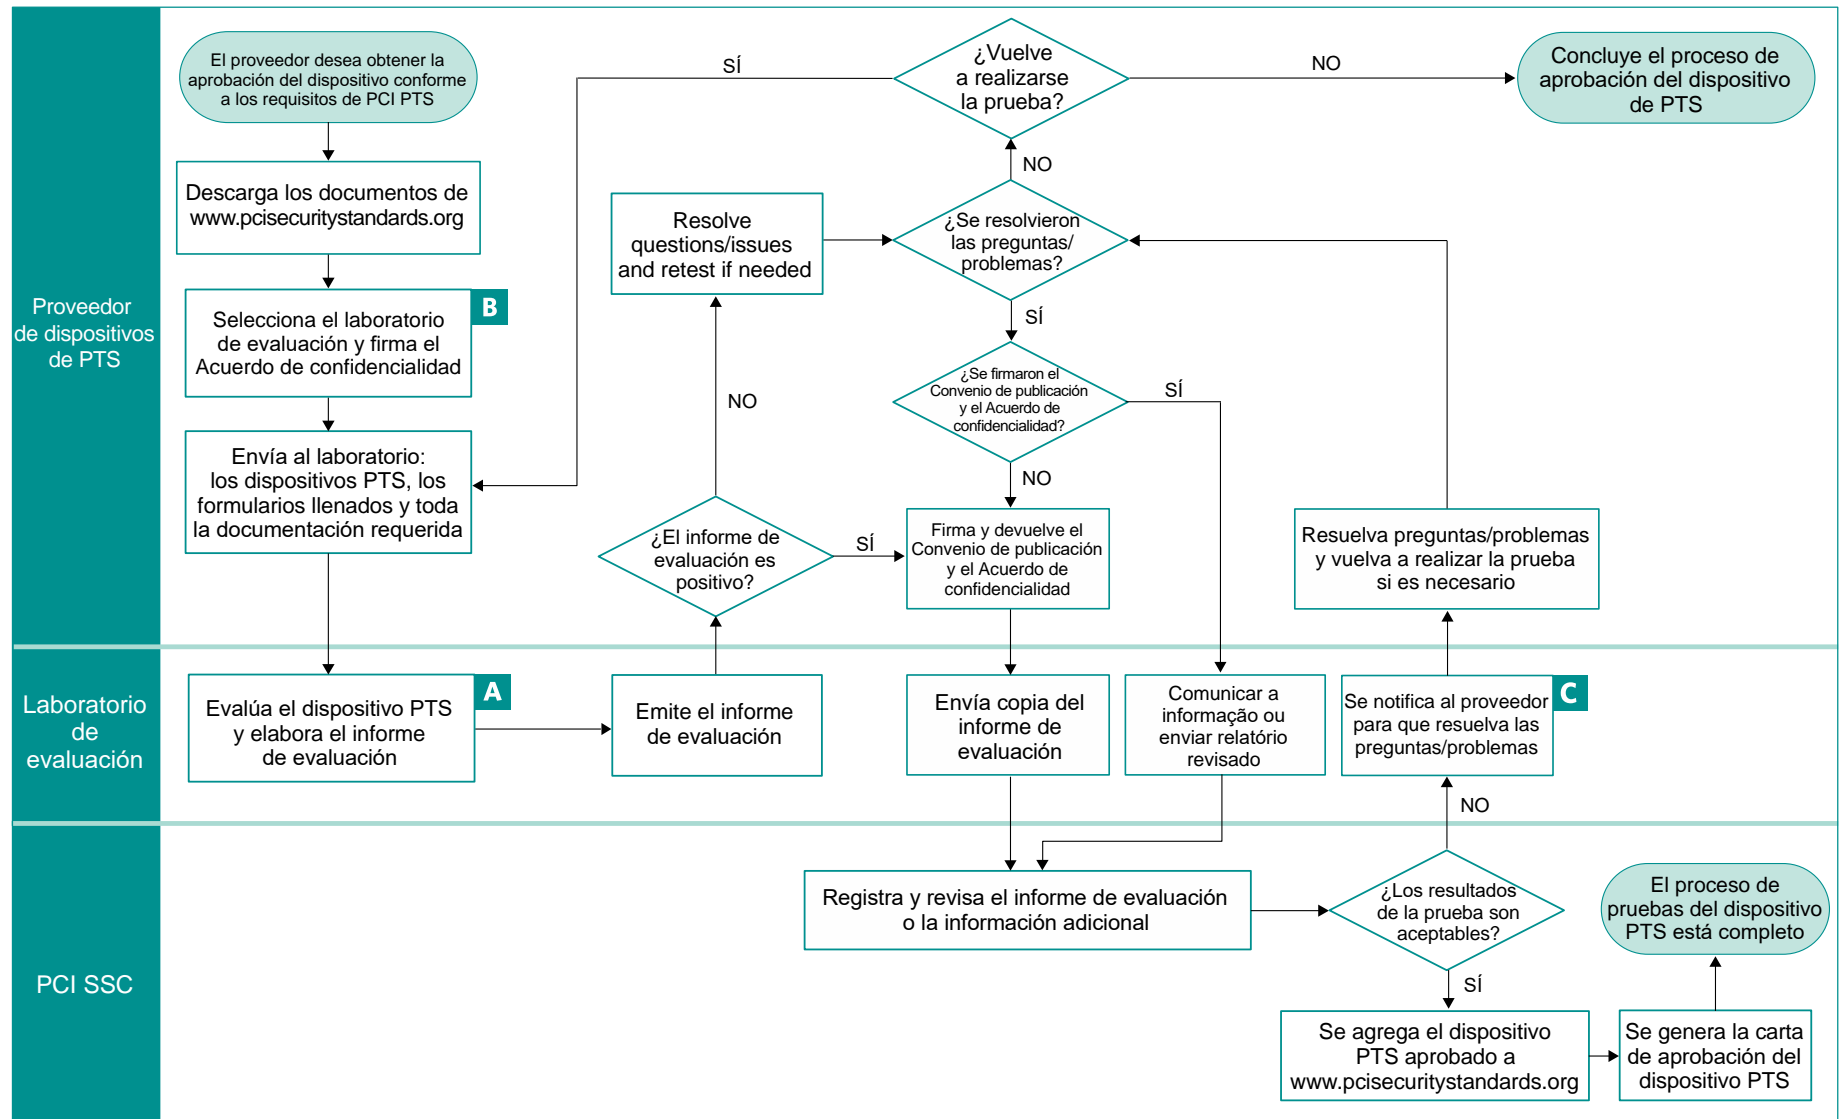 Proveedor
de dispositivos
de PTS
El proveedor desea obtener la
aprobación del dispositivo conforme
a los requisitos de PCI PTS
Descarga los documentos de
www.pcisecuritystandards.org
B
Selecciona el laboratorio
de evaluación y firma el
Acuerdo de confidencialidad
Envía al laboratorio:
los dispositivos PTS, los
formularios llenados y toda
la documentación requerida
SÍ
¿Vuelve
a realizarse
la prueba?
NO
Concluye el proceso de
aprobación del dispositivo
de PTS
NO
Resolve
questions/issues
and retest if needed
¿Se resolvieron
las preguntas/
problemas?
SÍ
¿Se firmaron el
Convenio de publicación
y el Acuerdo de
confidencialidad?
SÍ
NO
NO
¿El informe de
evaluación es
positivo?
SÍ
Firma y devuelve el
Convenio de publicación
y el Acuerdo de
confidencialidad
Resuelva preguntas/problemas
y vuelva a realizar la prueba
si es necesario
Laboratorio
de
evaluación
A
Evalúa el dispositivo PTS
y elabora el informe
de evaluación
Emite el informe
de evaluación
Envía copia del
informe de
evaluación
Comunicar a
informação ou
enviar relatório
revisado
C
Se notifica al proveedor
para que resuelva las
preguntas/problemas
NO
PCI SSC
Registra y revisa el informe de evaluación
o la información adicional
¿Los resultados
de la prueba son
aceptables?
SÍ
El proceso de
pruebas del dispositivo
PTS está completo
Se agrega el dispositivo
PTS aprobado a
www.pcisecuritystandards.org
Se genera la carta
de aprobación del
dispositivo PTS